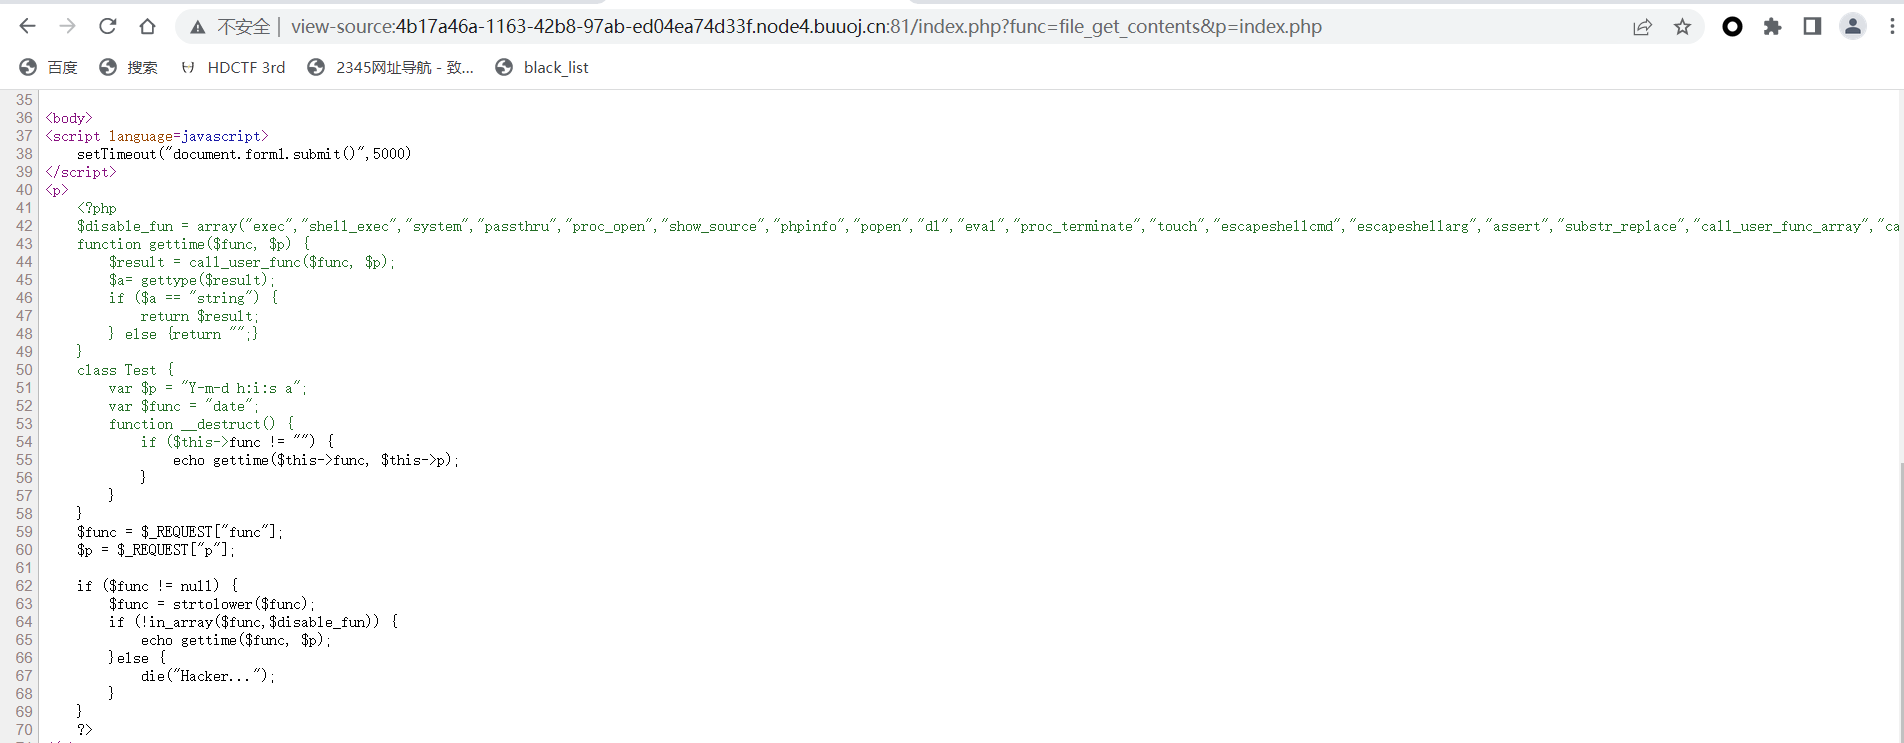 不安全 | view-source:4b17a46a-1163-42b8-97ab-ed04ea74d33f.node4.buuoj.cn:81/index.php?func=file_get_contents&p=index.php
百度 搜索 HDCTF 3rd 2345网址导航 - 致... black_list
35
36 <body>
37 <script language=javascript>
38     setTimeout("document.form1.submit()",5000)
39 </script>
40 <p>
41     <?php
42     $disable_fun = array("exec","shell_exec","system","passthru","proc_open","show_source","phpinfo","popen","dl","eval","proc_terminate","touch","escapeshellcmd","escapeshellarg","assert","substr_replace","call_user_func_array","ca
43     function gettime($func, $p) {
44         $result = call_user_func($func, $p);
45         $a= gettype($result);
46         if ($a == "string") {
47             return $result;
48         } else {return "";}
49     }
50     class Test {
51         var $p = "Y-m-d h:i:s a";
52         var $func = "date";
53         function __destruct() {
54             if ($this->func != "") {
55                 echo gettime($this->func, $this->p);
56             }
57         }
58     }
59     $func = $_REQUEST["func"];
60     $p = $_REQUEST["p"];
61
62     if ($func != null) {
63         $func = strtolower($func);
64         if (!in_array($func,$disable_fun)) {
65             echo gettime($func, $p);
66         }else {
67             die("Hacker...");
68         }
69     }
70     ?>